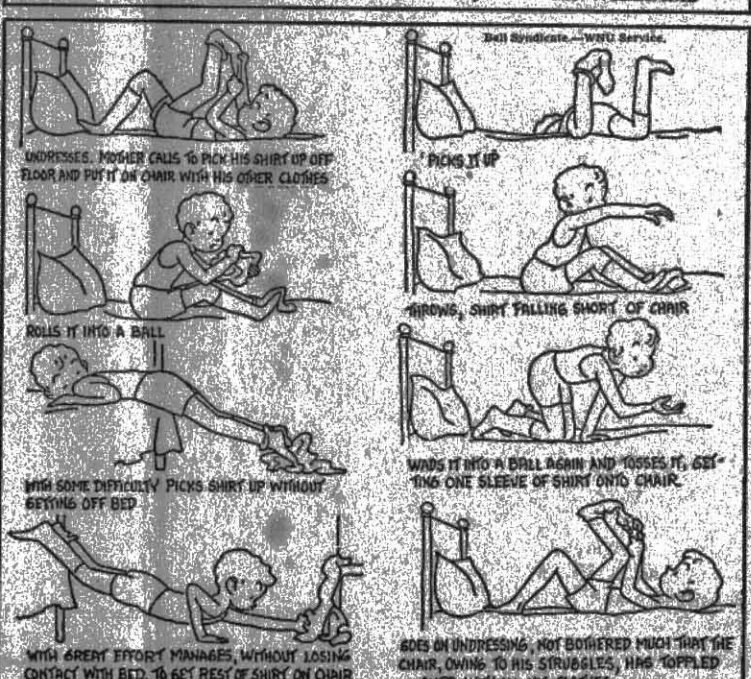 Bell Syndicate.—WNU Service.
UNDRESSES. MOTHER CALLS TO PICK HIS SHIRT UP OFF
FLOOR AND PUT IT ON CHAIR WITH HIS OTHER CLOTHES
PICKS IT UP
ROLLS IT INTO A BALL
THROWS, SHIRT FALLING SHORT OF CHAIR
WITH SOME DIFFICULTY PICKS SHIRT UP WITHOUT
GETTING OFF BED
WADS IT INTO A BALL AGAIN AND TOSSES IT, GET-
TING ONE SLEEVE OF SHIRT ONTO CHAIR.
WITH GREAT EFFORT MANAGES, WITHOUT LOSING
CONTACT WITH BED, TO GET REST OF SHIRT ON CHAIR
GOES ON UNDRESSING, NOT BOTHERED MUCH THAT THE
CHAIR, OWING TO HIS STRUGGLES, HAS TOPPLED